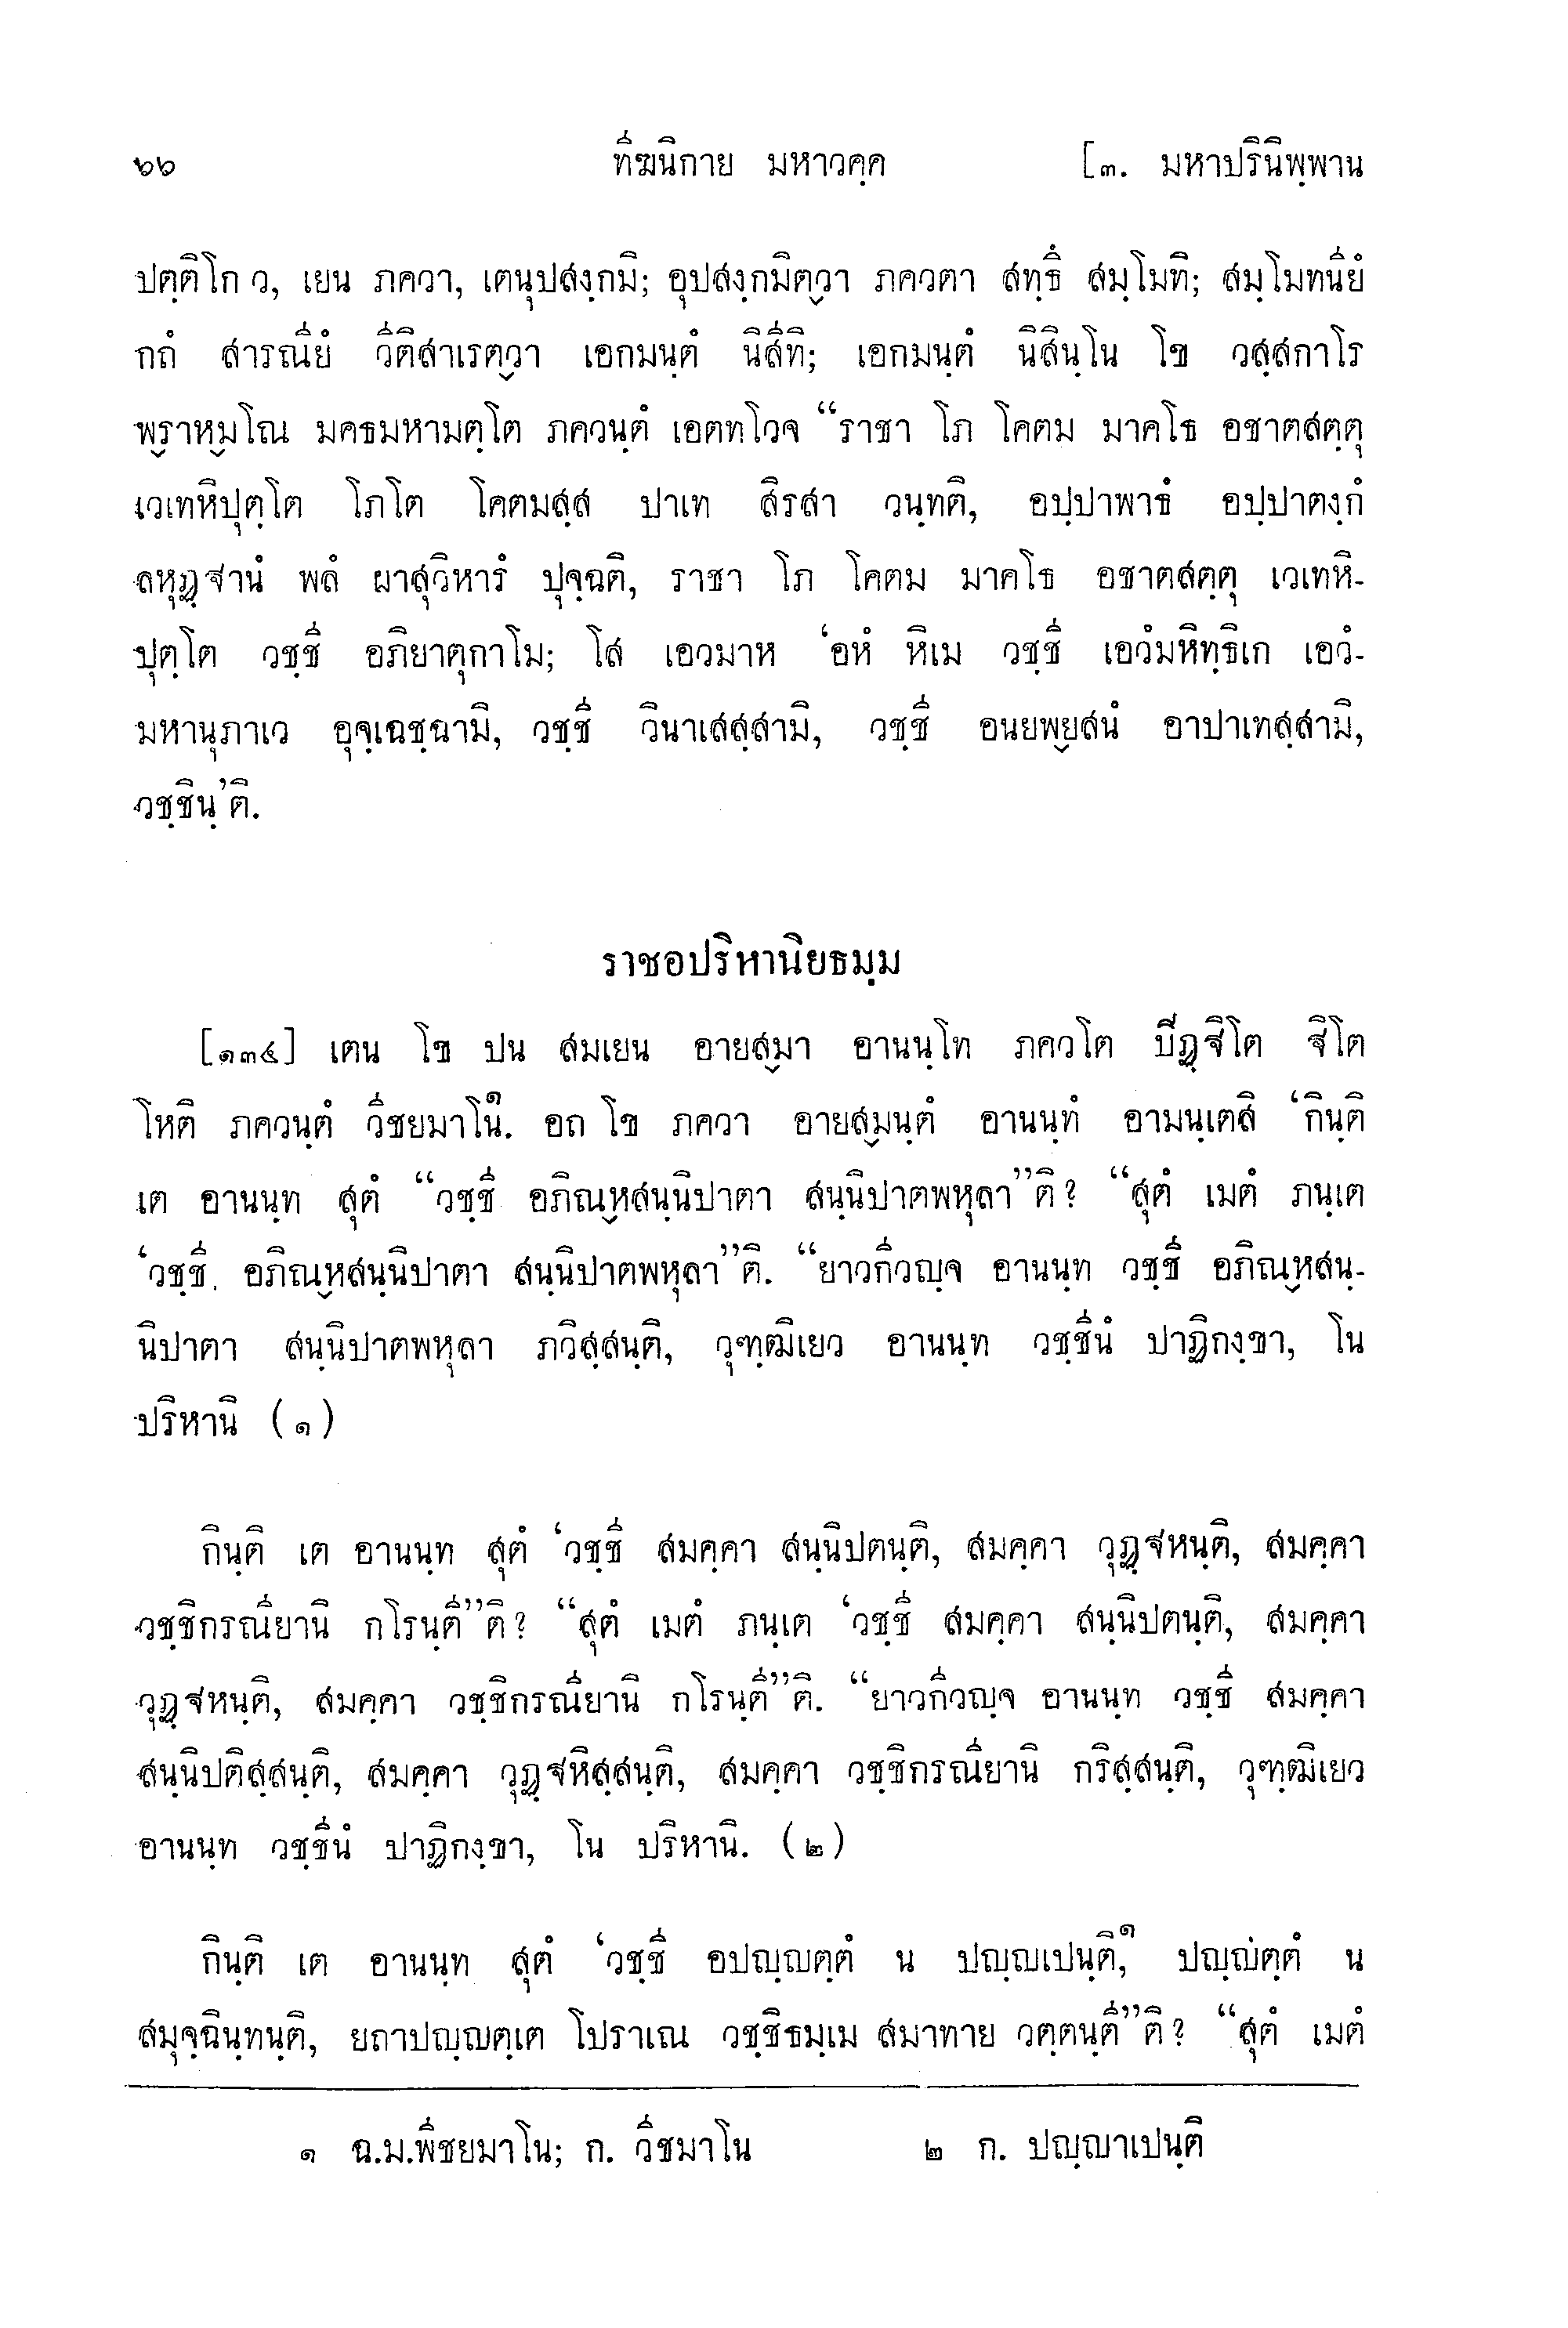 ๖๖ ทีฆนิกาย มหาวคฺค [๓. มหาปรินิพฺพาน
ปตฺติโก ว, เยน ภควา, เตนุปสงฺกมิ; อุปสงฺกมิตฺวา ภควตา สทฺธึ สมฺโมทิ; สมฺโมทนียํ
กถํ สารณียํ วีติสาเรตฺวา เอกมนฺตํ นิสีทิ; เอกมนฺตํ นิสินฺโน โข วสฺสกาโร
พฺราหฺมโณ มคธมหามตฺโต ภควนฺตํ เอตทโวจ “ราชา โภ โคตม มาคโธ อชาตสตฺตุ
เวเทหิปุตฺโต โภโต โคตมสฺส ปาเท สิรสา วนฺทติ, อปฺปาพาธํ อปฺปาตงฺกํ
ลหุฏฺฐานํ พลํ ผาสุวิหารํ ปุจฺฉติ, ราชา โภ โคตม มาคโธ อชาตสตฺตุ เวเทหิ-
ปุตฺโต วชฺชี อภิยาตุกาโม; โส เอวมาห ‘อหํ หิเม วชฺชี เอวํมหิทฺธิเก เอวํ-
มหานุภาเว อุจฺเฉชฺฉามิ, วชฺชี วินาเสสฺสามิ, วชฺชี อนยพฺยสนํ อาปาเทสฺสามิ,
วชฺชินฺ’ติ.
ราชอปริหานิยธมฺม
[๑๓๔] เตน โข ปน สมเยน อายสฺมา อานนฺโท ภควโต ปิฏฺฐิโต ฐิโต
โหติ ภควนฺตํ วีชยมาโน๑. อถ โข ภควา อายสฺมนฺตํ อานนฺทํ อามนฺเตสิ ‘กินฺติ
เต อานนฺท สุตํ “วชฺชี อภิณฺหสนฺนิปาตา สนฺนิปาตพหุลา”ติ? “สุตํ เมตํ ภนฺเต
‘วชฺชี. อภิณฺหสนฺนิปาตา สนฺนิปาตพหุลา”ติ. “ยาวกีวญฺจ อานนฺท วชฺชี อภิณฺหสนฺ-
นิปาตา สนฺนิปาตพหุลา ภวิสฺสนฺติ, วุฑฺฒิเยว อานนฺท วชฺชีนํ ปาฏิกงฺขา, โน
ปริหานิ (๑)
กินฺติ เต อานนฺท สุตํ ‘วชฺชี สมคฺคา สนฺนิปตนฺติ, สมคฺคา วุฏฺฐหนฺติ, สมคฺคา
วชฺชิกรณียานิ กโรนฺตี”ติ? “สุตํ เมตํ ภนฺเต ‘วชฺชี สมคฺคา สนฺนิปตนฺติ, สมคฺคา
วุฏฺฐหนฺติ, สมคฺคา วชฺชิกรณียานิ กโรนฺตี”ติ. “ยาวกีวญฺจ อานนฺท วชฺชี สมคฺคา
สนฺนิปติสฺสนฺติ, สมคฺคา วุฏฺฐหิสฺสนฺติ, สมคฺคา วชฺชิกรณียานิ กริสฺสนฺติ, วุฑฺฒิเยว
อานนฺท วชฺชีนํ ปาฏิกงฺขา, โน ปริหานิ. (๒)
กินฺติ เต อานนฺท สุตํ ‘วชฺชี อปญฺญตฺตํ น ปญฺญเปนฺติ,๑ ปญฺญตฺตํ น
สมุจฺฉินฺทนฺติ, ยถาปญฺญตฺเต โปราเณ วชฺชิธมฺเม สมาทาย วตฺตนฺตี”ติ? “สุตํ เมตํ
๑ ฉ.ม.พีชยมาโน; ก. วีชมาโน ๒ ก. ปญฺญาเปนฺติ